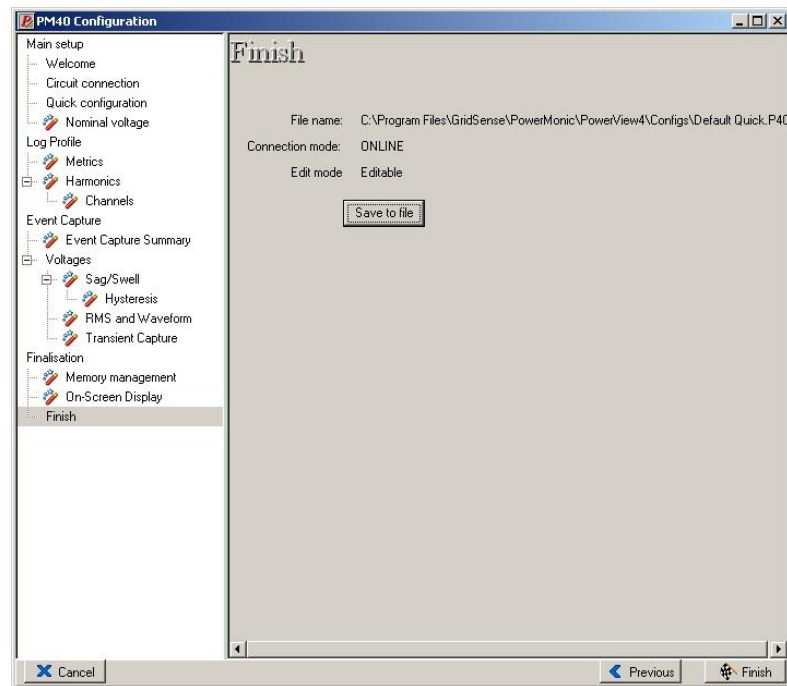 PM40 Configuration
Main setup
Welcome
Circuit connection
Quick configuration
Nominal voltage
Log Profile
Metrics
Harmonics
Channels
Event Capture
Event Capture Summary
Voltages
Sag/Swell
Hysteresis
RMS and Waveform
Transient Capture
Finalisation
Memory management
On-Screen Display
Finish
Finish
File name: C:\Program Files\GridSense\PowerMonic\PowerView4\Configs\Default Quick.P40
Connection mode: ONLINE
Edit mode Editable
Save to file
Cancel
Previous
Finish